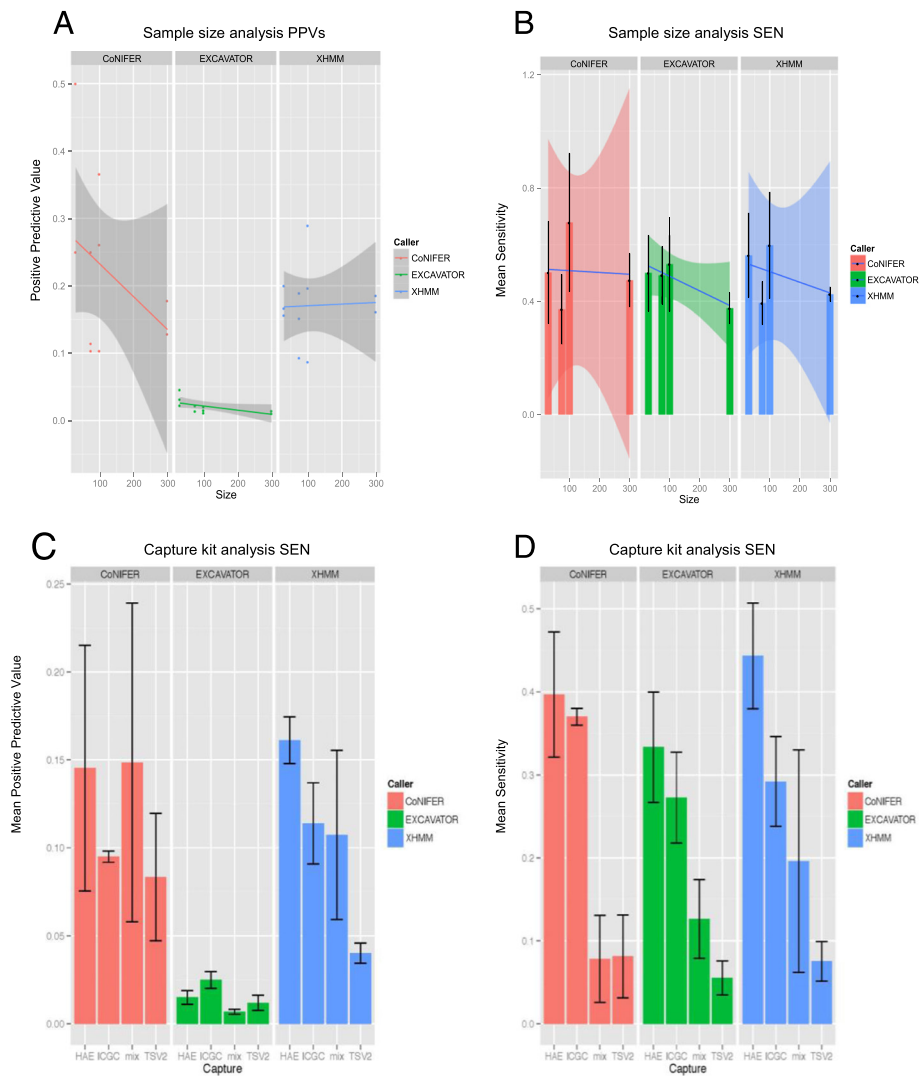 A
Sample size analysis PPVs
CoNIFER EXCAVATOR XHMM
Positive Predictive Value
0.5
0.4
0.3
0.2
0.1
0.0
100 200 300 100 200 300 100 200 300
Size
Caller
CoNIFER
EXCAVATOR
XHMM
B
Sample size analysis SEN
CoNIFER EXCAVATOR XHMM
Mean Sensitivity
1.2
0.8
0.4
0.0
100 300 100 300 100 300
Size
Caller
CoNIFER
EXCAVATOR
XHMM
C
Capture kit analysis SEN
CoNIFER EXCAVATOR XHMM
Mean Positive Predictive Value
0.25
0.20
0.15
0.10
0.05
0.00
HAE ICGC mix TSV2 HAE ICGC mix TSV2 HAE ICGC mix TSV2
Capture
Caller
CoNIFER
EXCAVATOR
XHMM
D
Capture kit analysis SEN
CoNIFER EXCAVATOR XHMM
Mean Sensitivity
0.5
0.4
0.3
0.2
0.1
0.0
HAE ICGC mix TSV2 HAE ICGC mix TSV2 HAE ICGC mix TSV2
Capture
Caller
CoNIFER
EXCAVATOR
XHMM